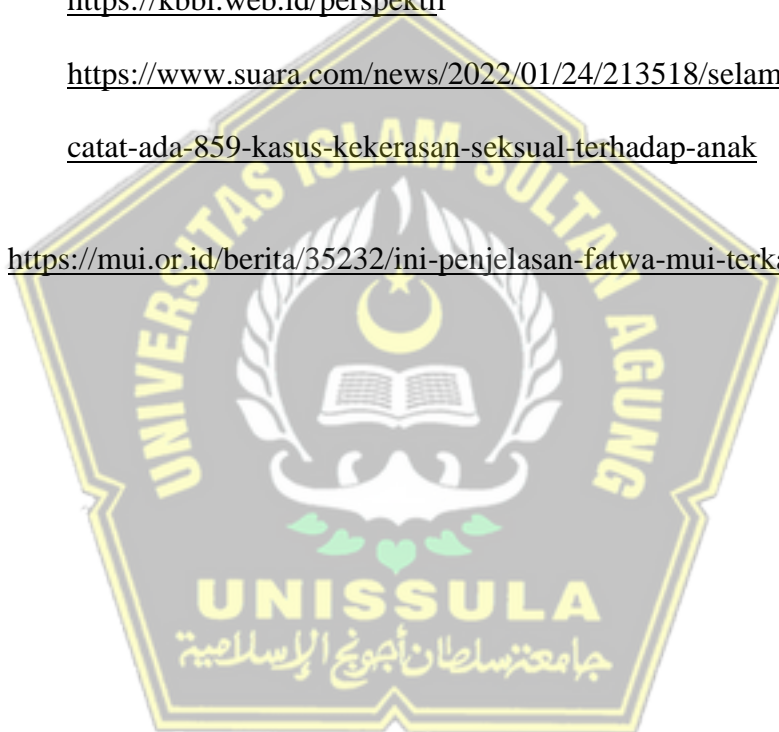 https://kbbi.web.id/perspektif
https://www.suara.com/news/2022/01/24/213518/selam
catat-ada-859-kasus-kekerasan-seksual-terhadap-anak
https://mui.or.id/berita/35232/ini-penjelasan-fatwa-mui-terka
UNIVERSITAS ISLAM SULTAN AGUNG
UNISSULA
جامعة سلطان أجونج الإسلامية